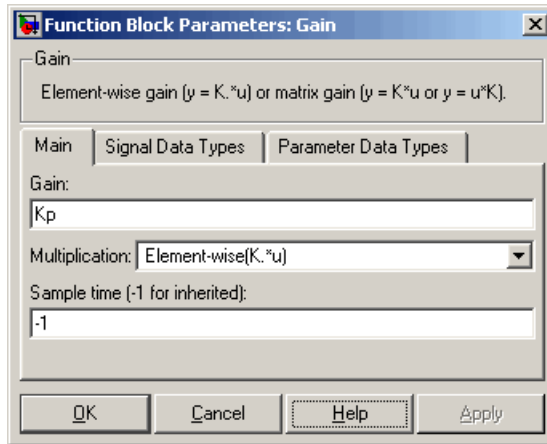 Function Block Parameters: Gain
Gain
Element-wise gain (y = K.*u) or matrix gain (y = K*u or y = u*K).
Main Signal Data Types Parameter Data Types
Gain:
Kp
Multiplication: Element-wise(K.*u)
Sample time (-1 for inherited):
-1
OK Cancel Help Apply